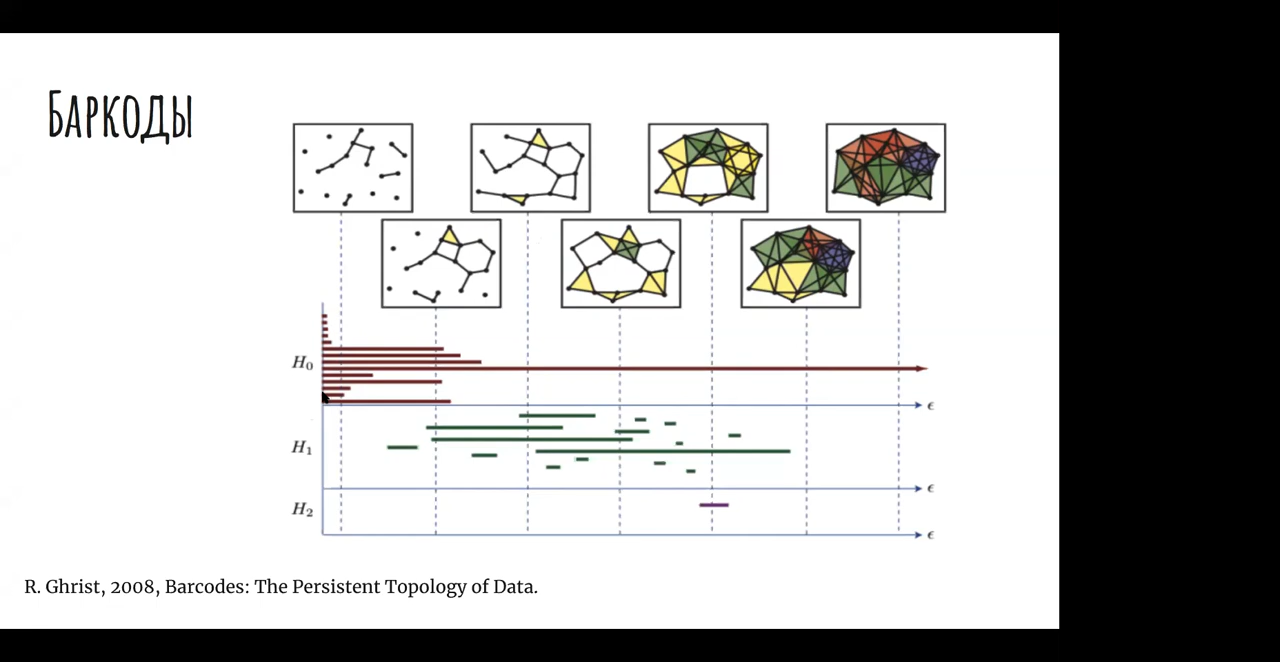 Баркоды
H₀
ϵ
H₁
ϵ
H₂
ϵ
R. Ghrist, 2008, Barcodes: The Persistent Topology of Data.